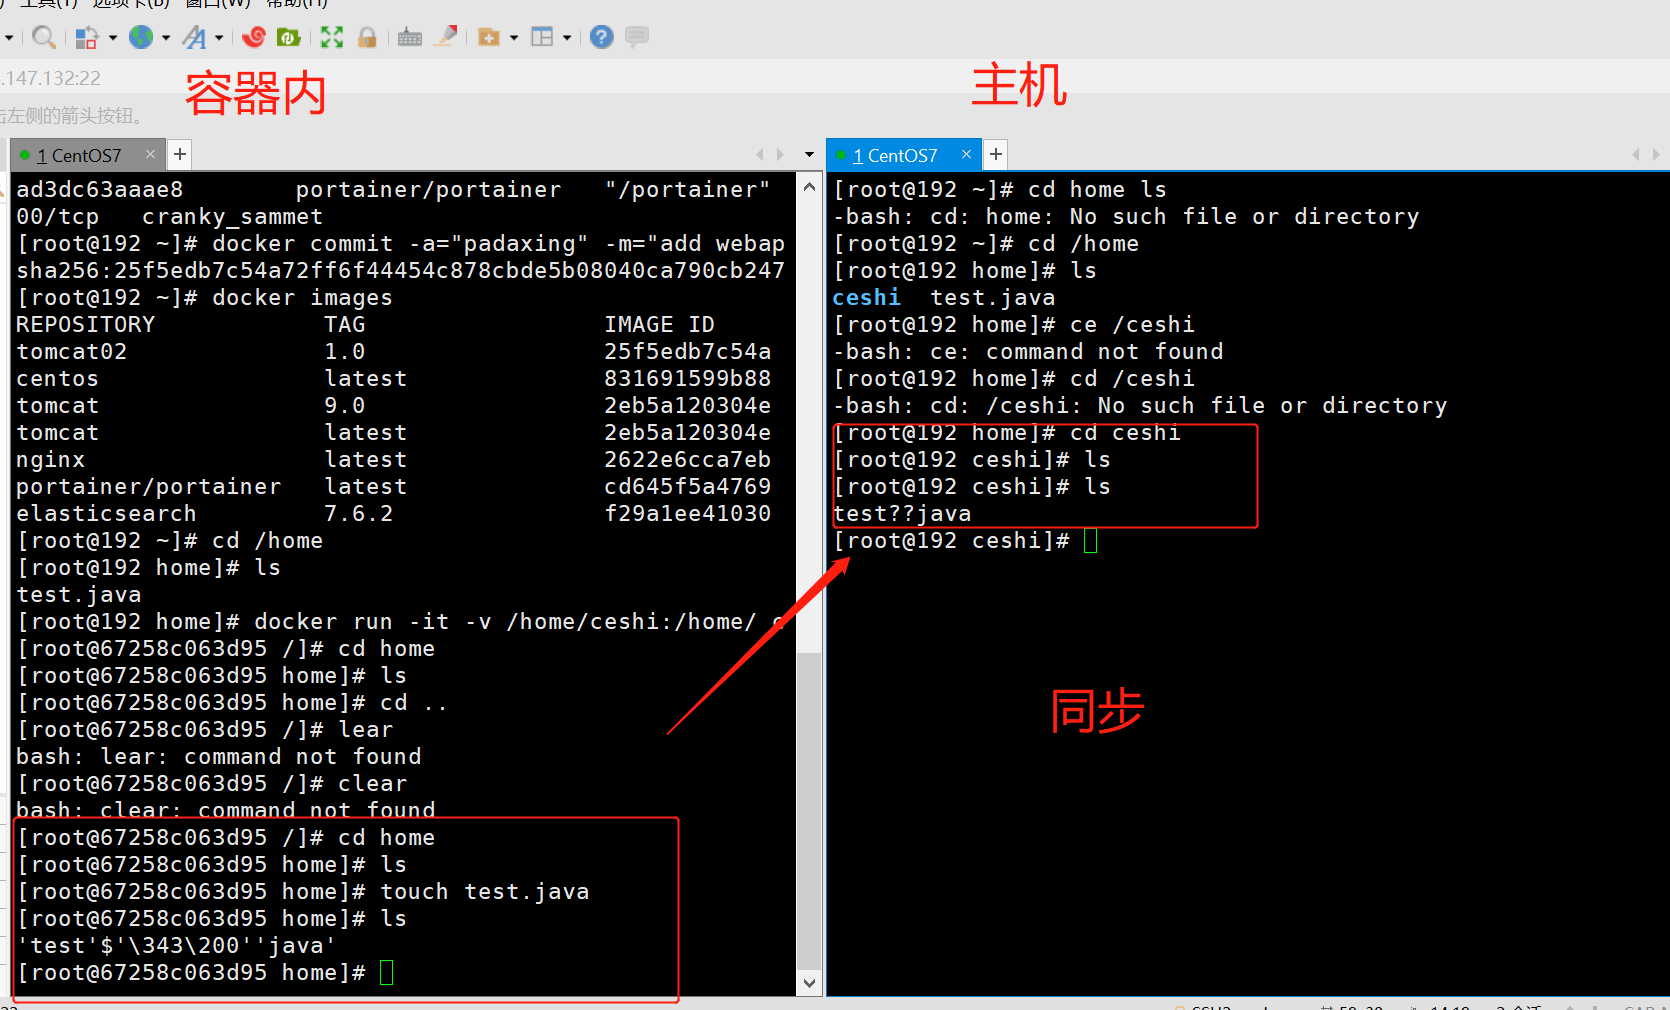 工具(T) 选项卡(B) 窗口(W) 帮助(H)
.147.132:22
击左侧的箭头按钮。
容器内
主机
1 CentOS7
ad3dc63aaae8 portainer/portainer "/portainer"
00/tcp cranky_sammet
[root@192 ~]# docker commit -a="padaxing" -m="add webap
sha256:25f5edb7c54a72ff6f44454c878cbde5b08040ca790cb247
[root@192 ~]# docker images
REPOSITORY TAG IMAGE ID
tomcat02 1.0 25f5edb7c54a
centos latest 831691599b88
tomcat 9.0 2eb5a120304e
tomcat latest 2eb5a120304e
nginx latest 2622e6cca7eb
portainer/portainer latest cd645f5a4769
elasticsearch 7.6.2 f29a1ee41030
[root@192 ~]# cd /home
[root@192 home]# ls
test.java
[root@192 home]# docker run -it -v /home/ceshi:/home/ c
[root@67258c063d95 /]# cd home
[root@67258c063d95 home]# ls
[root@67258c063d95 home]# cd ..
[root@67258c063d95 /]# lear
bash: lear: command not found
[root@67258c063d95 /]# clear
bash: clear: command not found
[root@67258c063d95 /]# cd home
[root@67258c063d95 home]# ls
[root@67258c063d95 home]# touch test.java
[root@67258c063d95 home]# ls
'test'$'\343\200''java'
[root@67258c063d95 home]#
1 CentOS7
[root@192 ~]# cd home ls
-bash: cd: home: No such file or directory
[root@192 ~]# cd /home
[root@192 home]# ls
ceshi test.java
[root@192 home]# ce /ceshi
-bash: ce: command not found
[root@192 home]# cd /ceshi
-bash: cd: /ceshi: No such file or directory
[root@192 home]# cd ceshi
[root@192 ceshi]# ls
[root@192 ceshi]# ls
test??java
[root@192 ceshi]#
同步